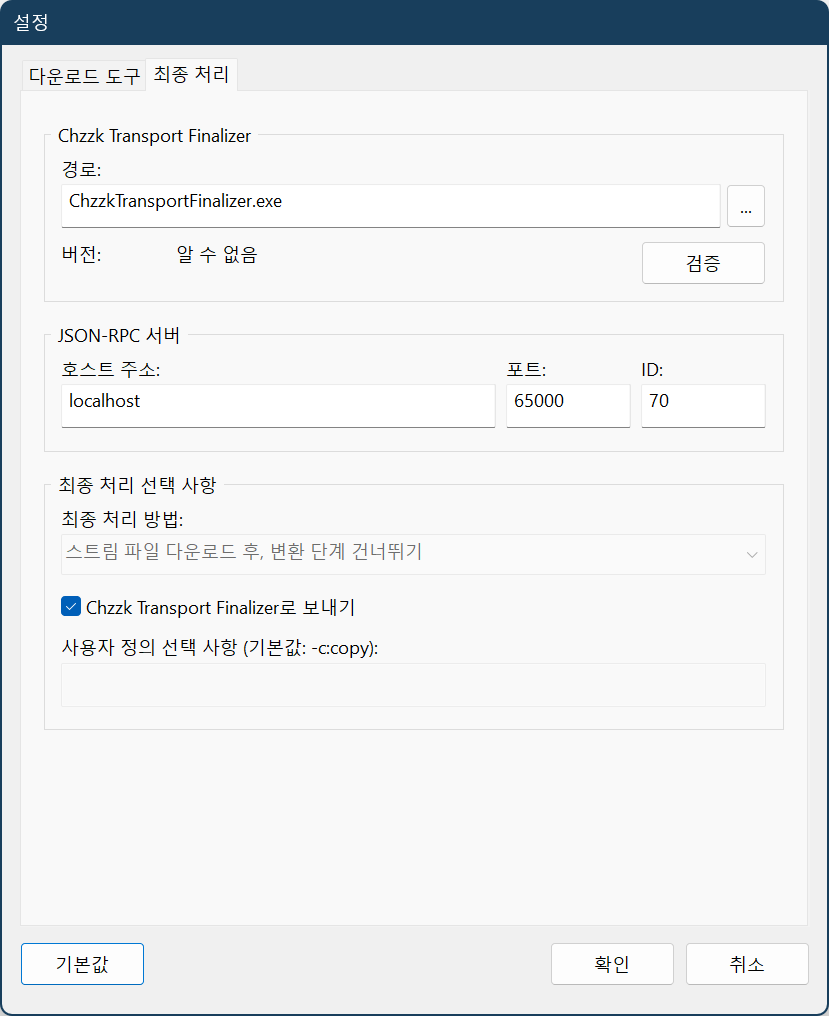 설정
다운로드 도구
최종 처리
Chzzk Transport Finalizer
경로:
ChzzkTransportFinalizer.exe
...
버전:
알 수 없음
검증
JSON-RPC 서버
호스트 주소:
포트:
ID:
localhost
65000
70
최종 처리 선택 사항
최종 처리 방법:
스트림 파일 다운로드 후, 변환 단계 건너뛰기
Chzzk Transport Finalizer로 보내기
사용자 정의 선택 사항 (기본값: -c:copy):
기본값
확인
취소